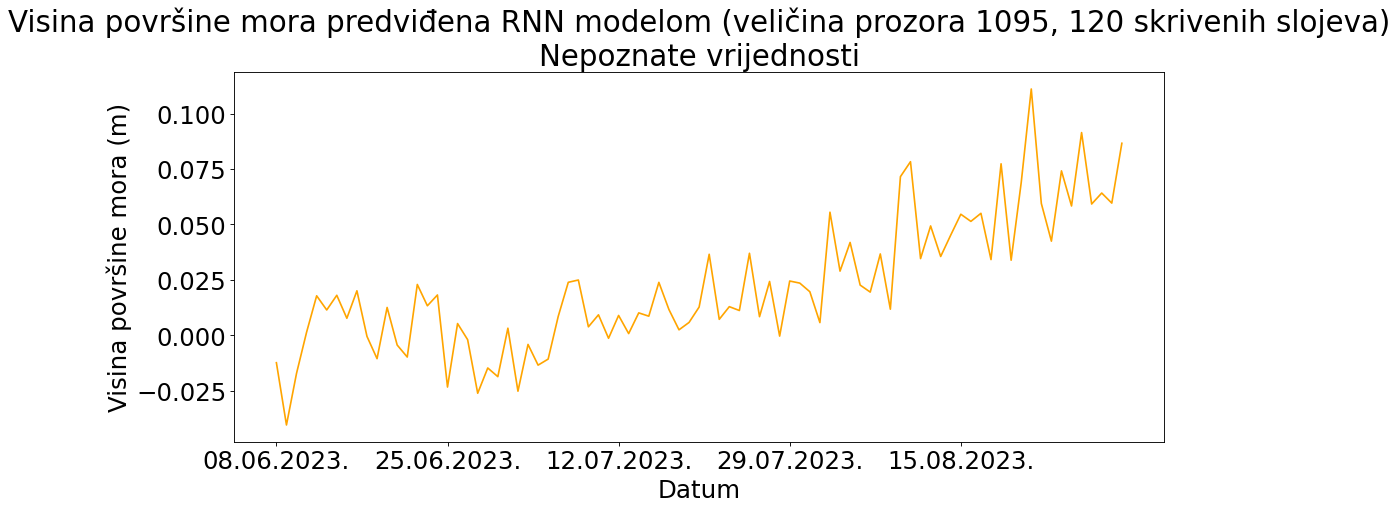 Visina površine mora predviđena RNN modelom (veličina prozora 1095, 120 skrivenih slojeva)
Nepoznate vrijednosti
Visina površine mora (m)
0.100
0.075
0.050
0.025
0.000
−0.025
08.06.2023. 25.06.2023. 12.07.2023. 29.07.2023. 15.08.2023.
Datum